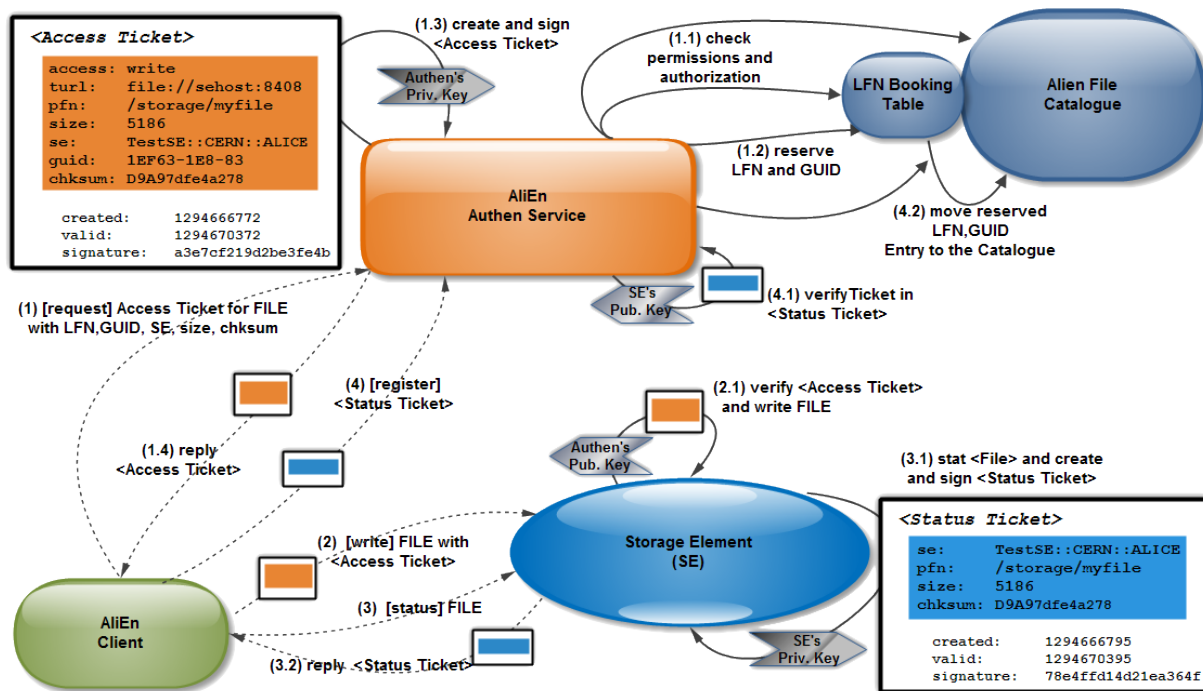 <Access Ticket>
access: write
turl: file://sehost:8408
pfn: /storage/myfile
size: 5186
se: TestSE::CERN::ALICE
guid: 1EF63-1E8-83
chksum: D9A97dfe4a278
created: 1294666772
valid: 1294670372
signature: a3e7cf219d2be3fe4b
(1.3) create and sign
<Access Ticket>
Authen's
Priv. Key
(1.1) check
permissions and
authorization
LFN Booking
Table
Alien File
Catalogue
(1.2) reserve
LFN and GUID
AliEn
Authen Service
(4.2) move reserved
LFN,GUID
Entry to the Catalogue
SE's
Pub. Key
(4.1) verifyTicket in
<Status Ticket>
(1) [request] Access Ticket for FILE
with LFN,GUID, SE, size, chksum
(4) [register]
<Status Ticket>
(1.4) reply
<Access Ticket>
(2.1) verify <Access Ticket>
and write FILE
Authen's
Pub. Key
(3.1) stat <File> and create
and sign <Status Ticket>
Storage Element
(SE)
(2) [write] FILE with
<Access Ticket>
(3) [status] FILE
(3.2) reply <Status Ticket>
AliEn
Client
SE's
Priv. Key
<Status Ticket>
se: TestSE::CERN::ALICE
pfn: /storage/myfile
size: 5186
chksum: D9A97dfe4a278
created: 1294666795
valid: 1294670395
signature: 78e4ffd14d21ea364f